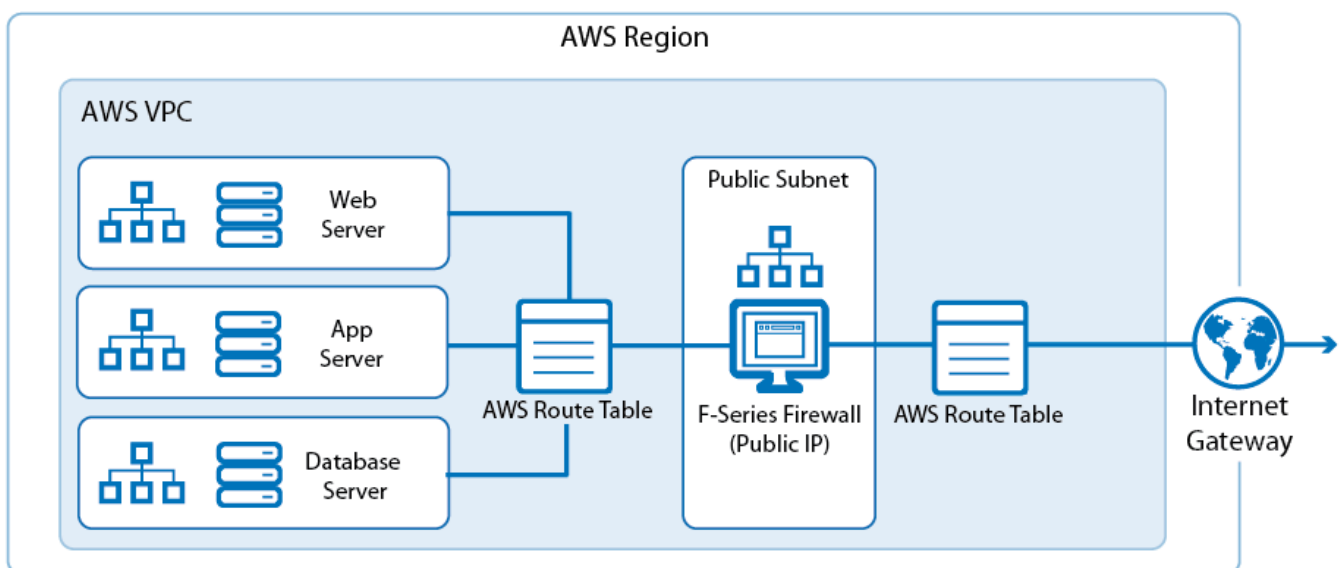 AWS Region
AWS VPC
Web
Server
App
Server
Database
Server
AWS Route Table
Public Subnet
F-Series Firewall
(Public IP)
AWS Route Table
Internet
Gateway